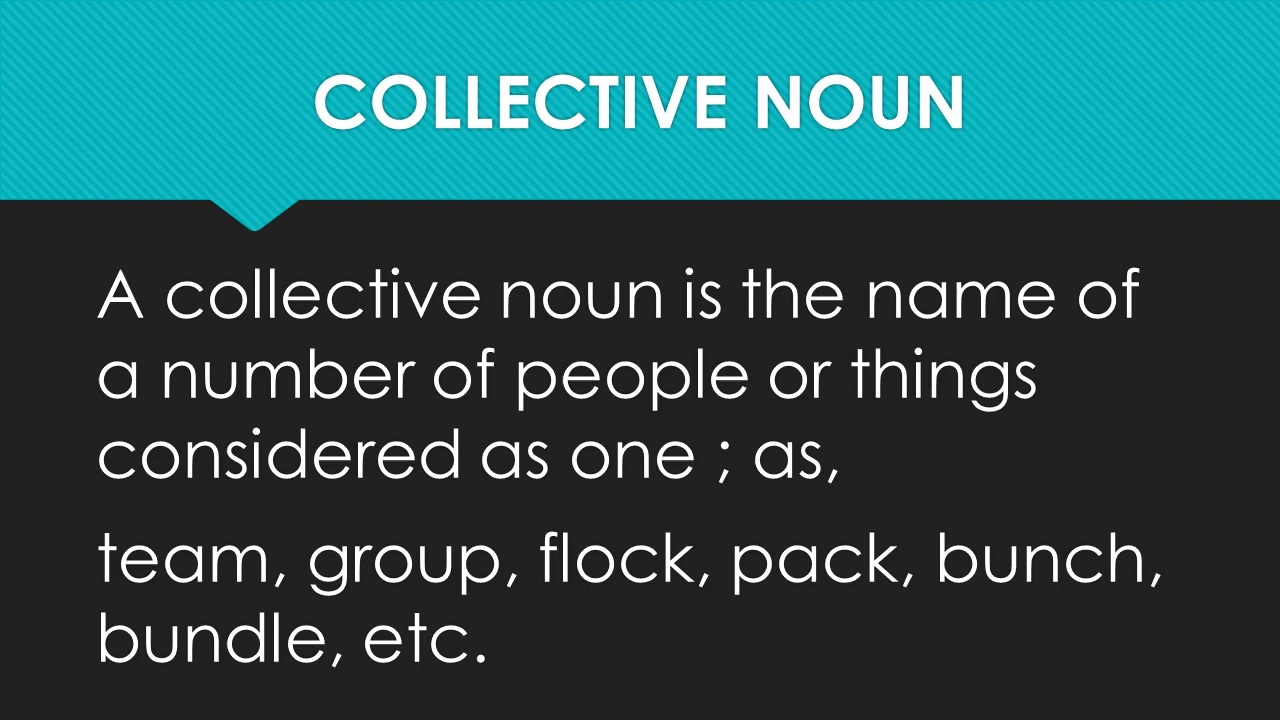 COLLECTIVE NOUN
A collective noun is the name of
a number of people or things
considered as one ; as,
team, group, flock, pack, bunch,
bundle, etc.